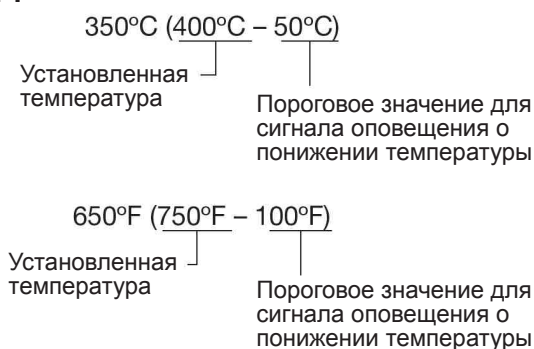 350ºC (400ºC – 50ºC)
Установленная
температура
Пороговое значение для
сигнала оповещения о
понижении температуры
650ºF (750ºF – 100ºF)
Установленная
температура
Пороговое значение для
сигнала оповещения о
понижении температуры